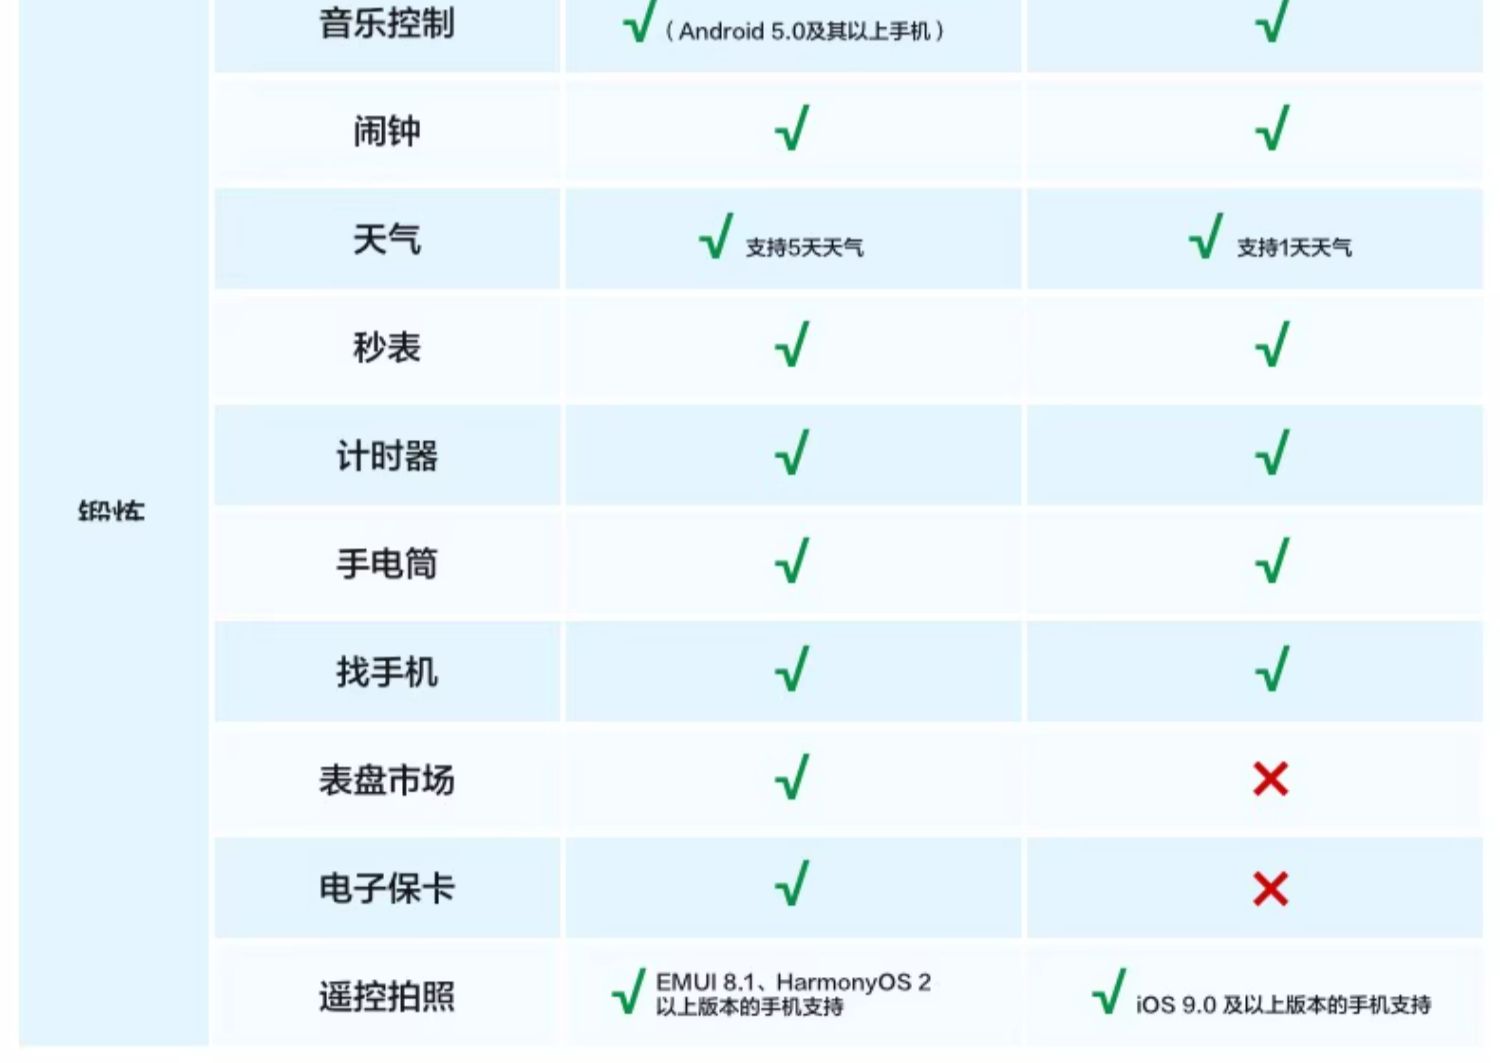 音乐控制
√（Android 5.0及其以上手机）
√
闹钟
√
√
天气
√ 支持5天天气
√ 支持1天天气
秒表
√
√
计时器
√
√
锻炼
手电筒
√
√
找手机
√
√
表盘市场
√
×
电子保卡
√
×
遥控拍照
√ EMUI 8.1、HarmonyOS 2
以上版本的手机支持
√ iOS 9.0 及以上版本的手机支持